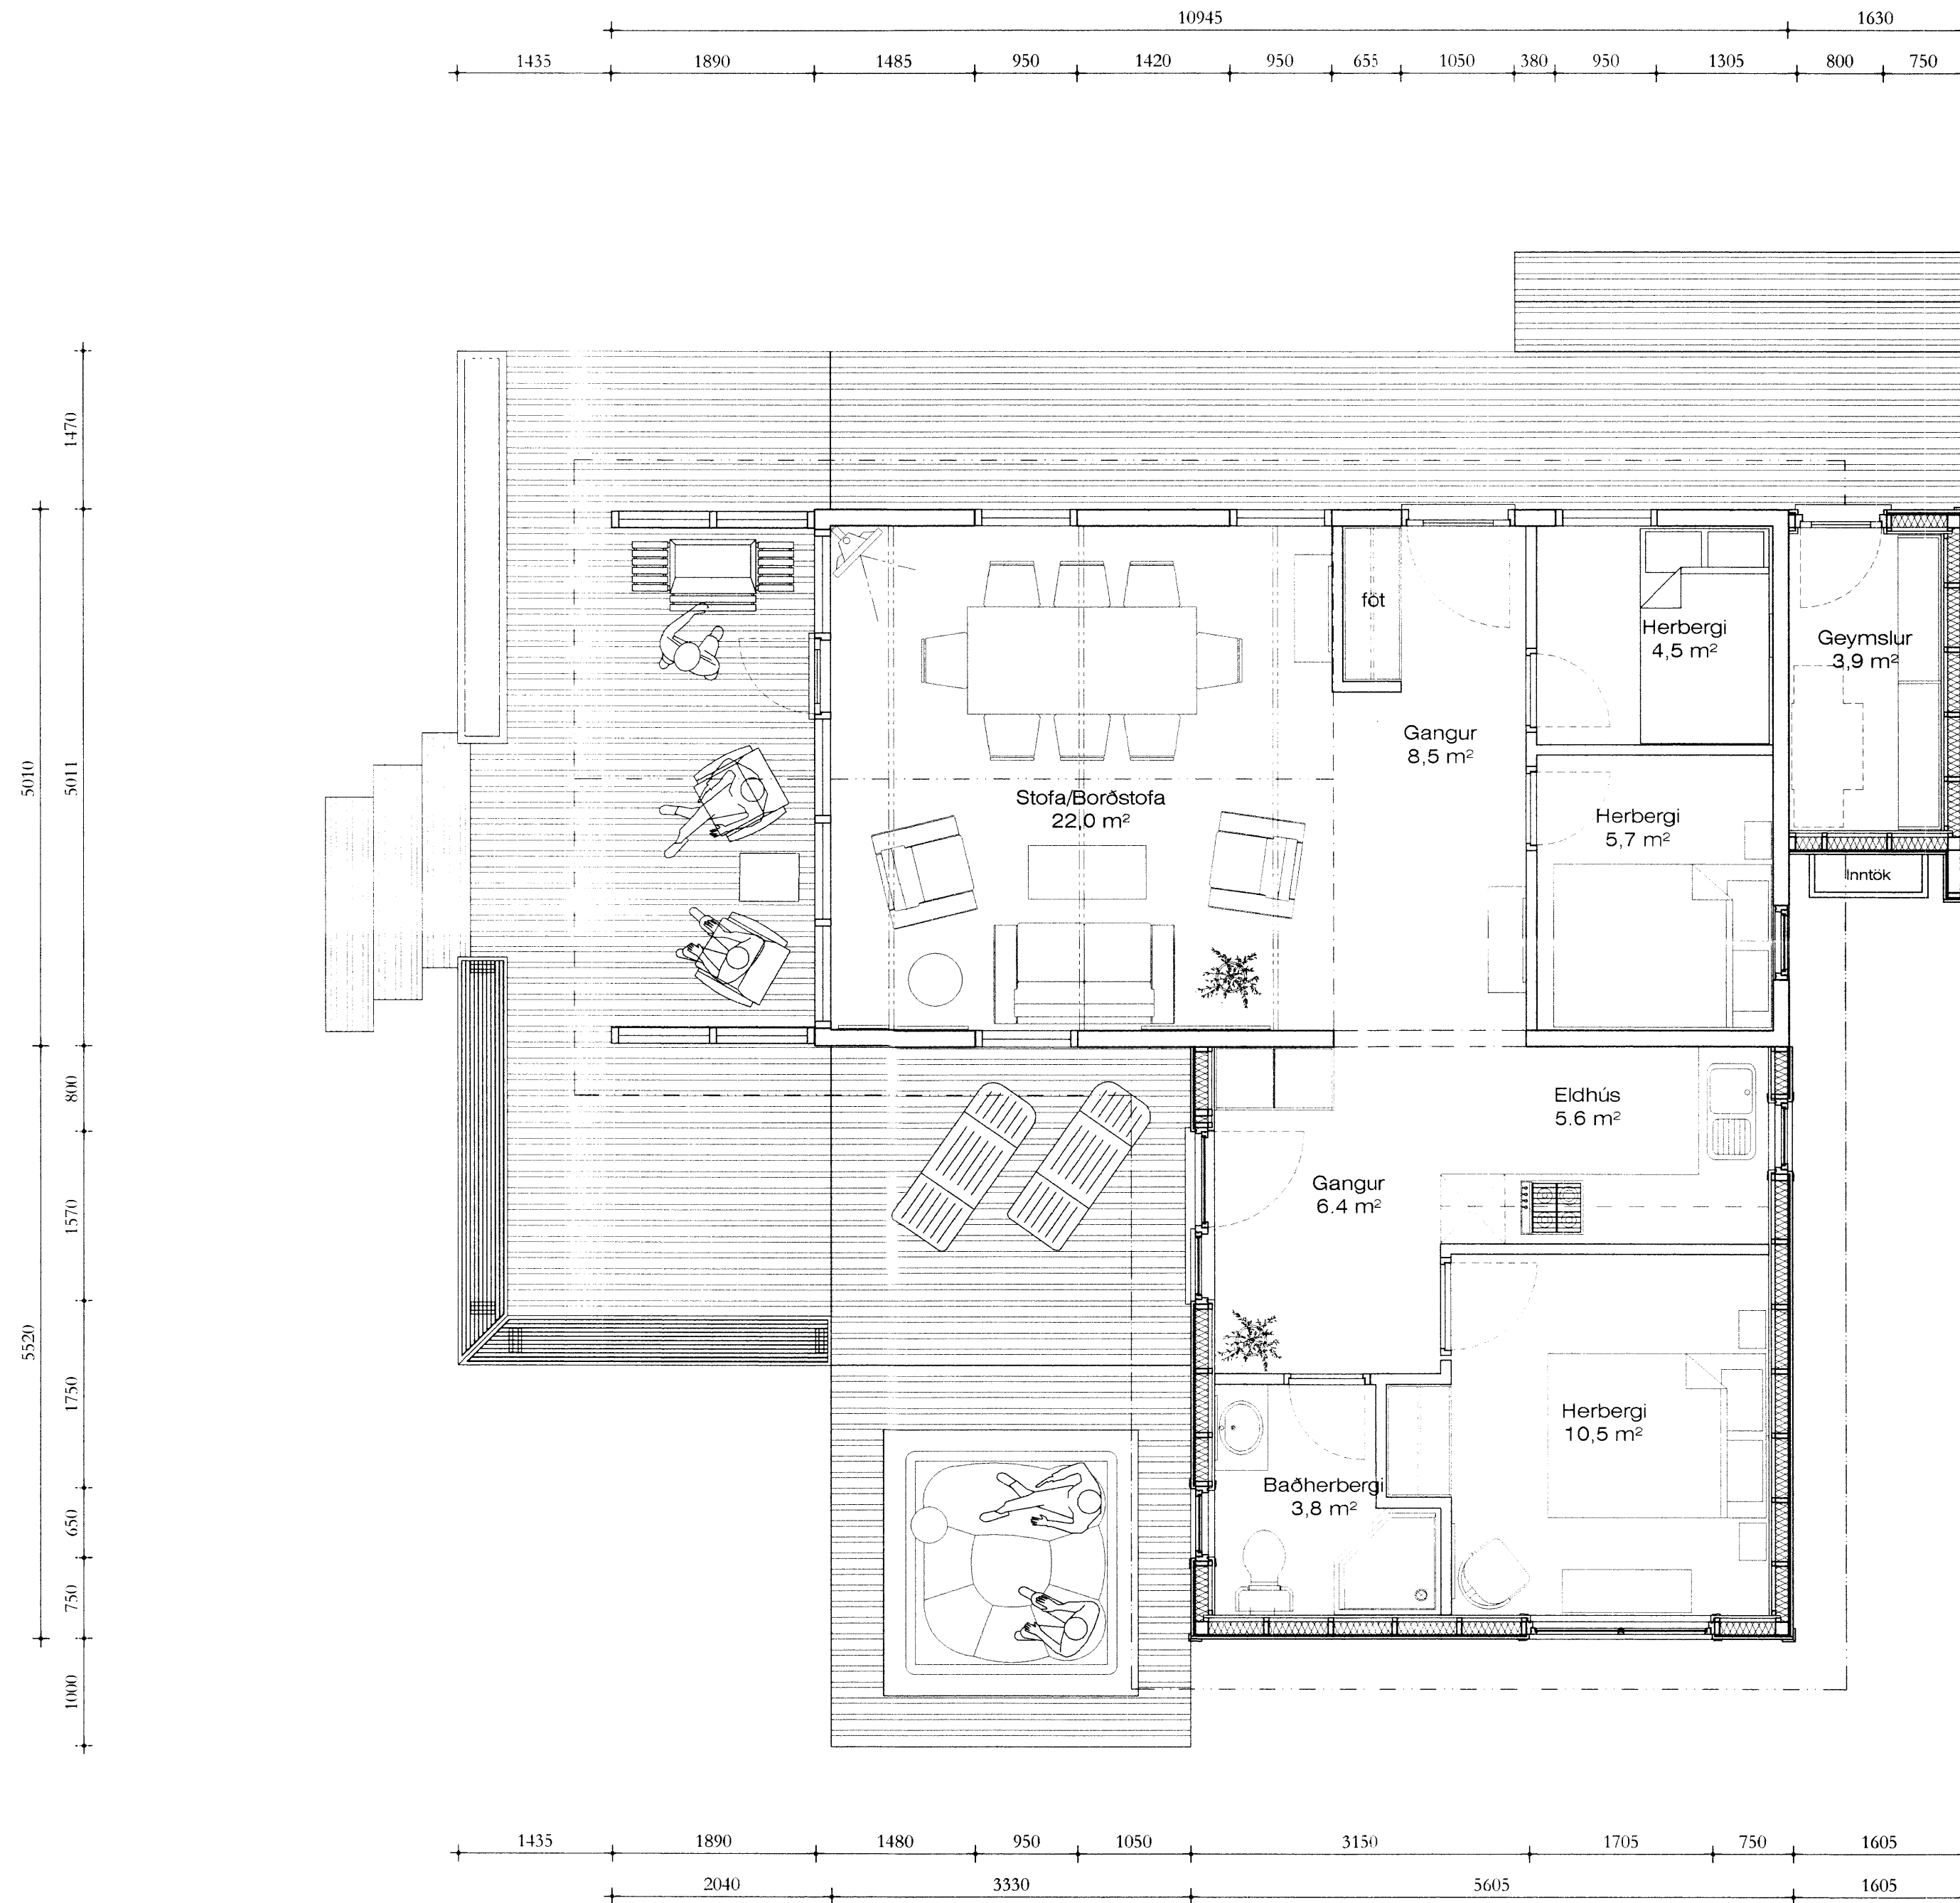 10945
1630
1435
1890
1485
950
1420
950
655
1050
380
950
1305
800
750
1470
5010
5011
800
1570
5520
1750
650
750
1000
föt
Herbergi
4,5 m²
Geymslur
3,9 m²
Gangur
8,5 m²
Stofa/Borðstofa
22,0 m²
Herbergi
5,7 m²
Inntök
Eldhús
5.6 m²
Gangur
6.4 m²
Herbergi
10,5 m²
Baðherbergi
3,8 m²
1435
1890
1480
950
1050
3150
1705
750
1605
2040
3330
5605
1605